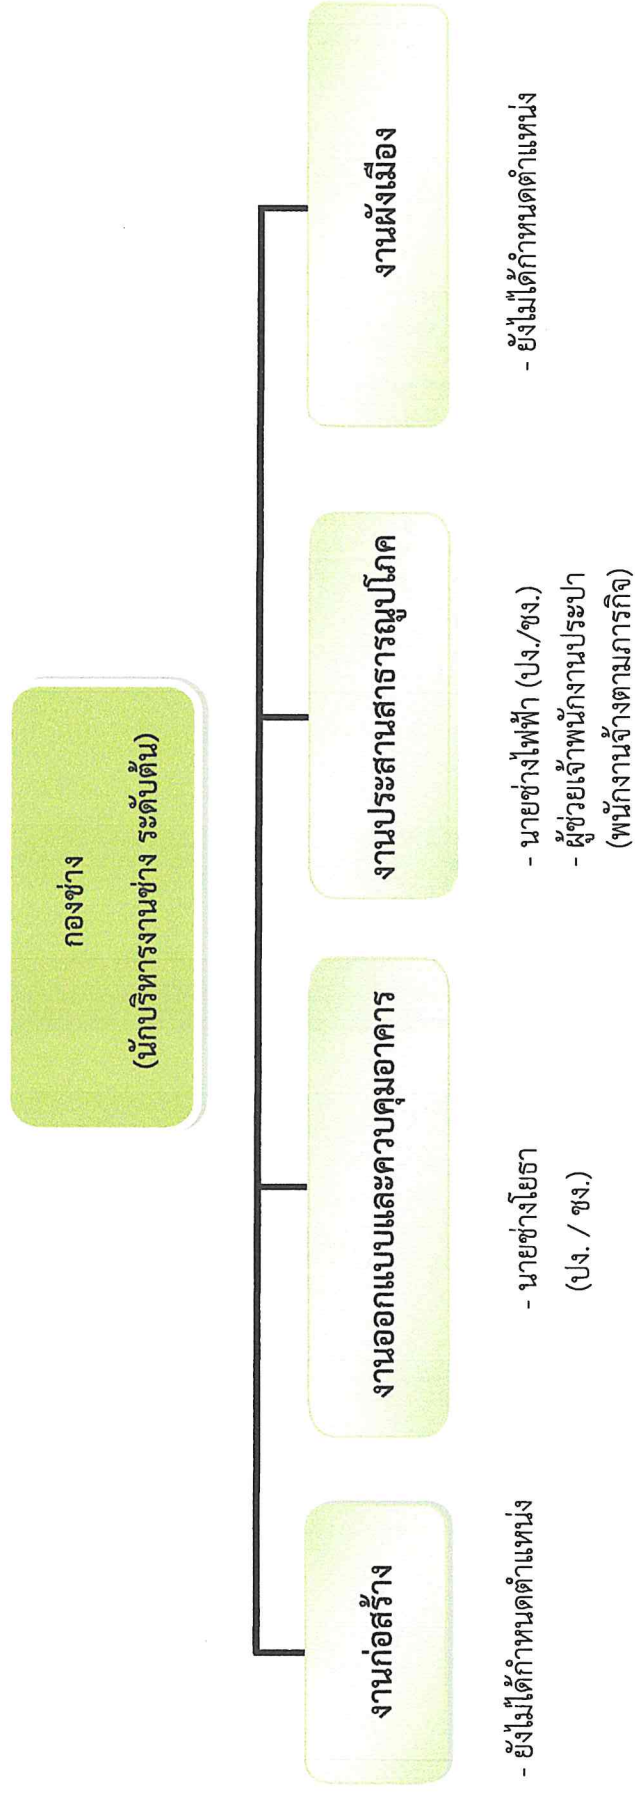 กองช่าง
(นักบริหารงานช่าง ระดับต้น)
งานก่อสร้าง
- ยังไม่ได้กำหนดตำแหน่ง
งานออกแบบและควบคุมอาคาร
- นายช่างโยธา
(ปง. / ชง.)
งานประสานสาธารณูปโภค
- นายช่างไฟฟ้า (ปง./ชง.)
- ผู้ช่วยเจ้าพนักงานประปา
(พนักงานจ้างตามภารกิจ)
งานผังเมือง
- ยังไม่ได้กำหนดตำแหน่ง